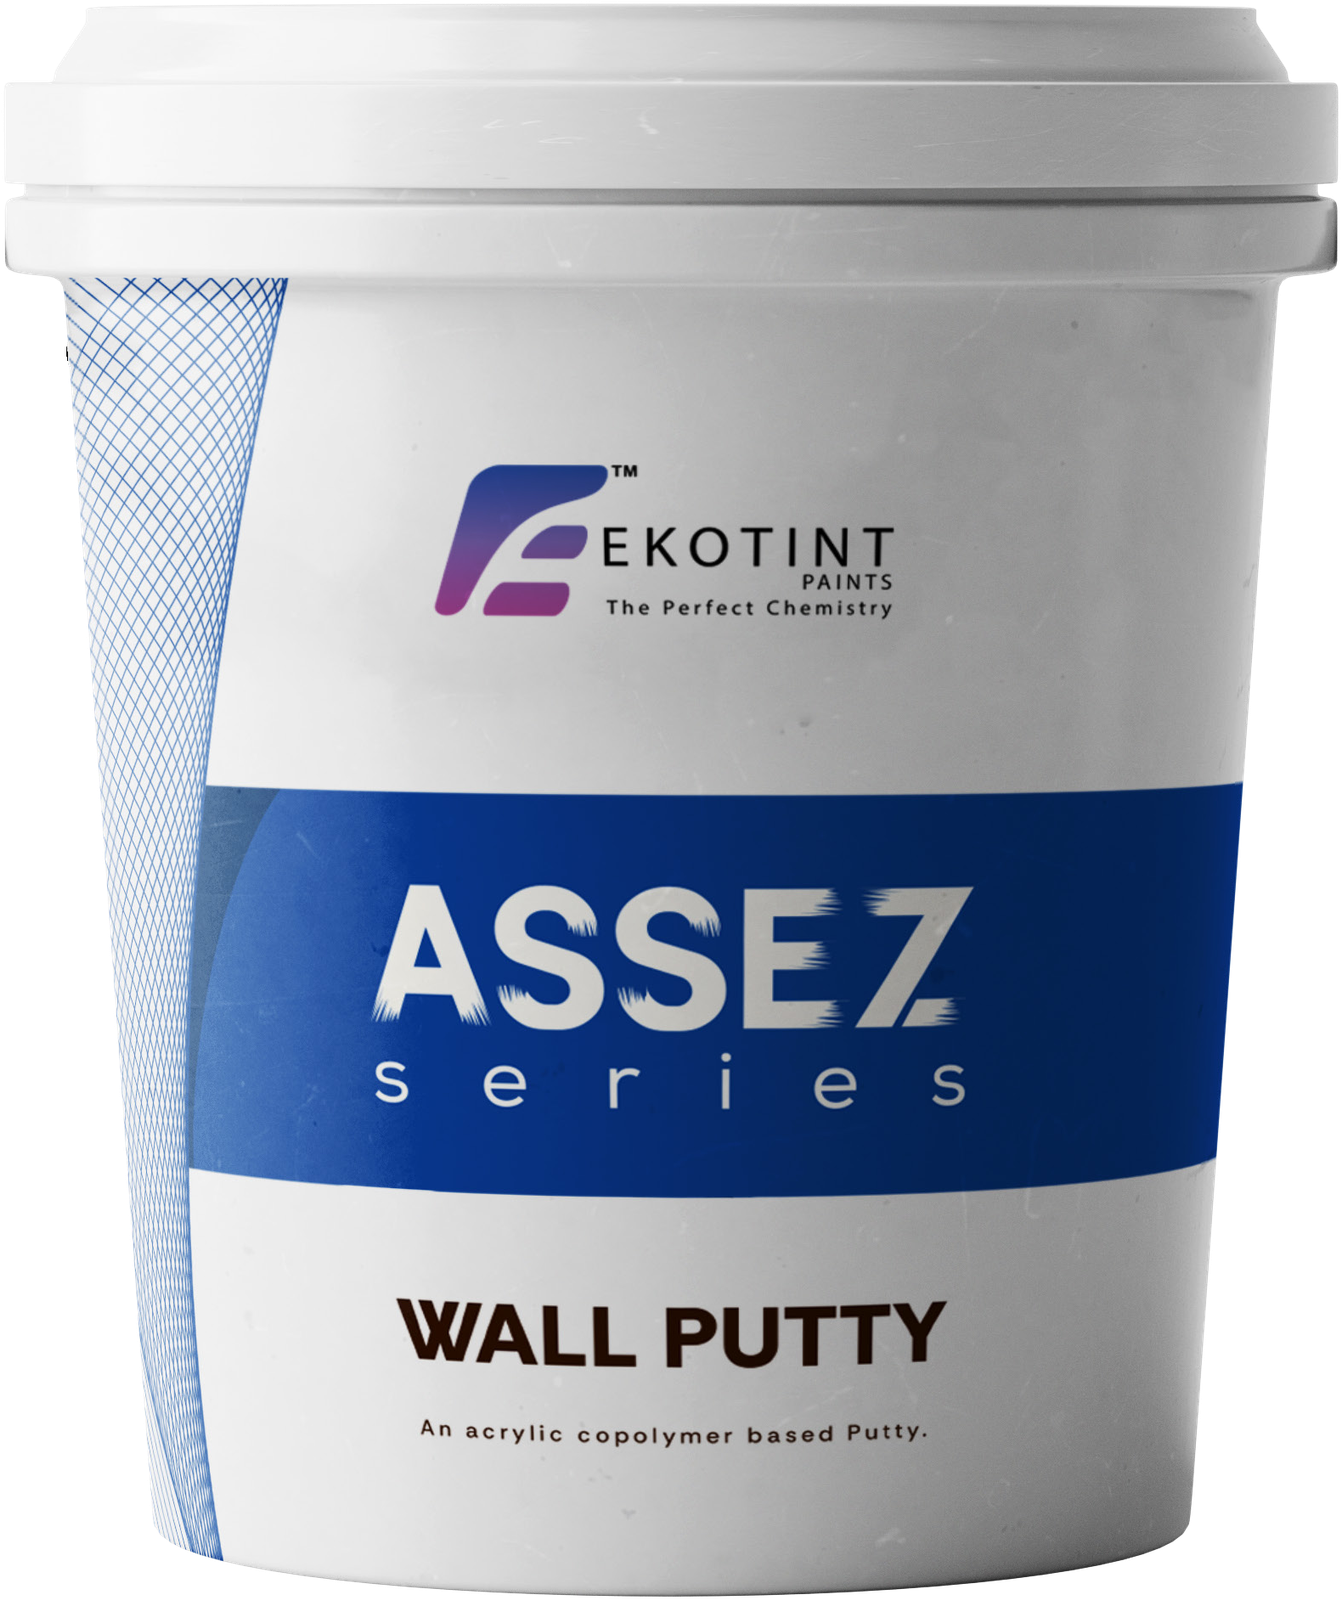 ™
EKOTINT
PAINTS
The Perfect Chemistry
ASSEZ
series
WALL PUTTY
An acrylic copolymer based Putty.